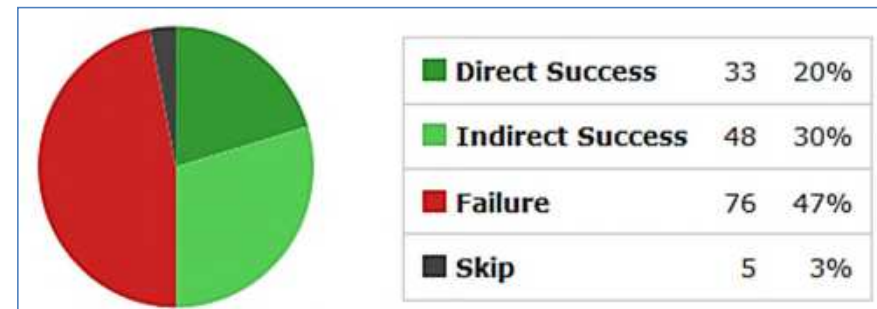 Direct Success 33 20%
Indirect Success 48 30%
Failure 76 47%
Skip 5 3%